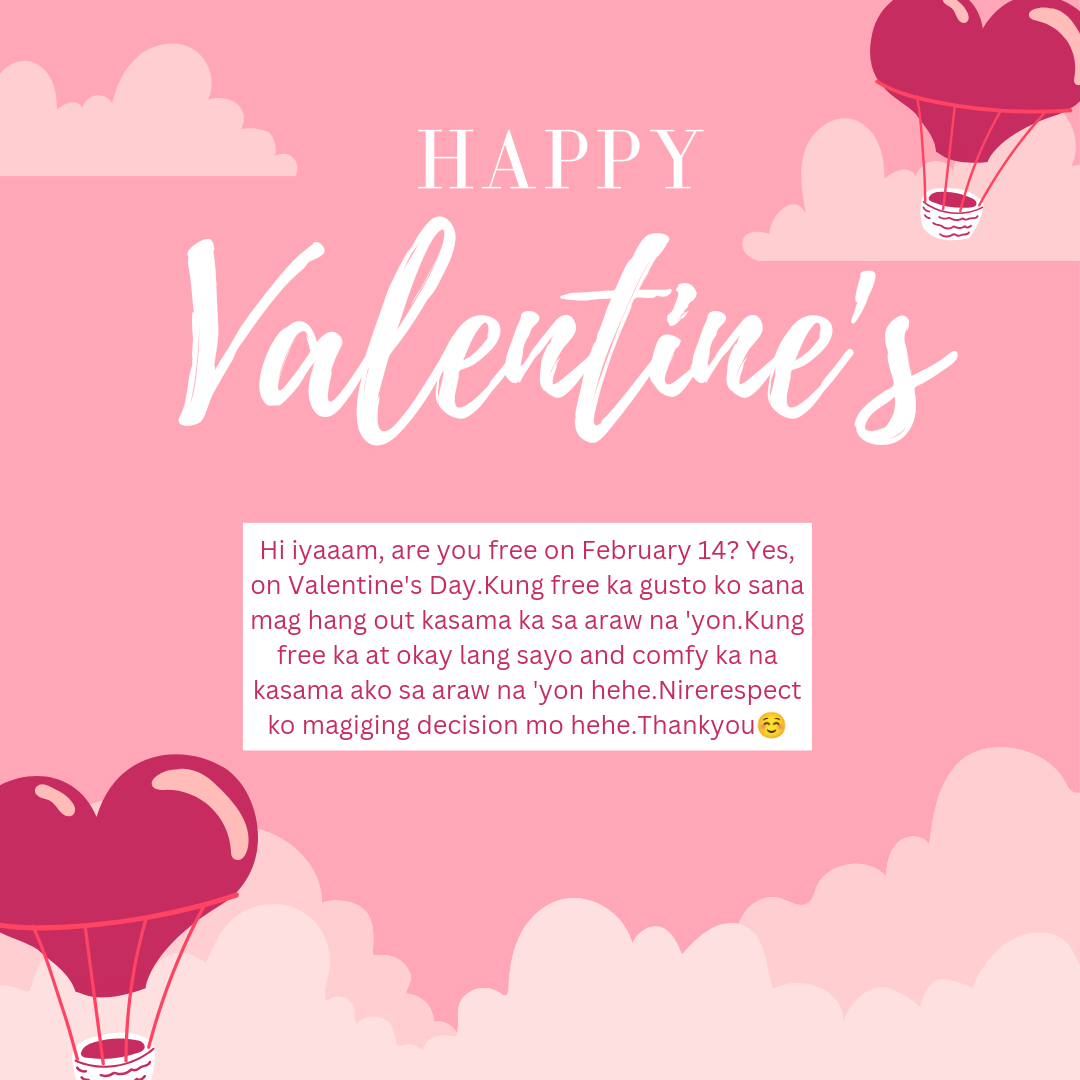 HAPPY
Valentine's
Hi iyaaam, are you free on February 14? Yes,
on Valentine's Day.Kung free ka gusto ko sana
mag hang out kasama ka sa araw na 'yon.Kung
free ka at okay lang sayo and comfy ka na
kasama ako sa araw na 'yon hehe.Nirerespect
ko magiging decision mo hehe.Thankyou☺️